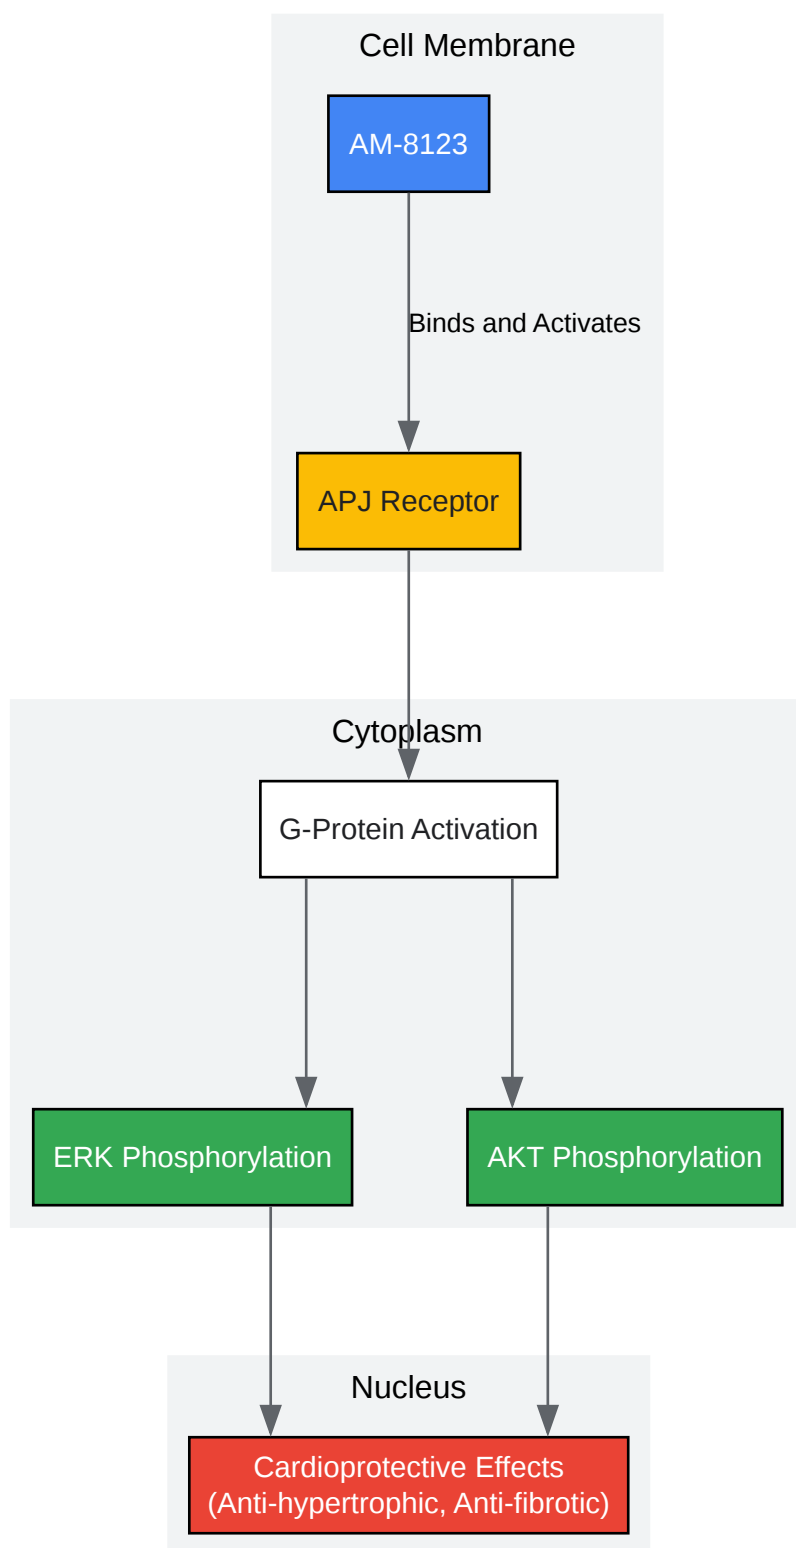 Cell Membrane
AM-8123
Binds and Activates
APJ Receptor
Cytoplasm
G-Protein Activation
ERK Phosphorylation
AKT Phosphorylation
Nucleus
Cardioprotective Effects
(Anti-hypertrophic, Anti-fibrotic)